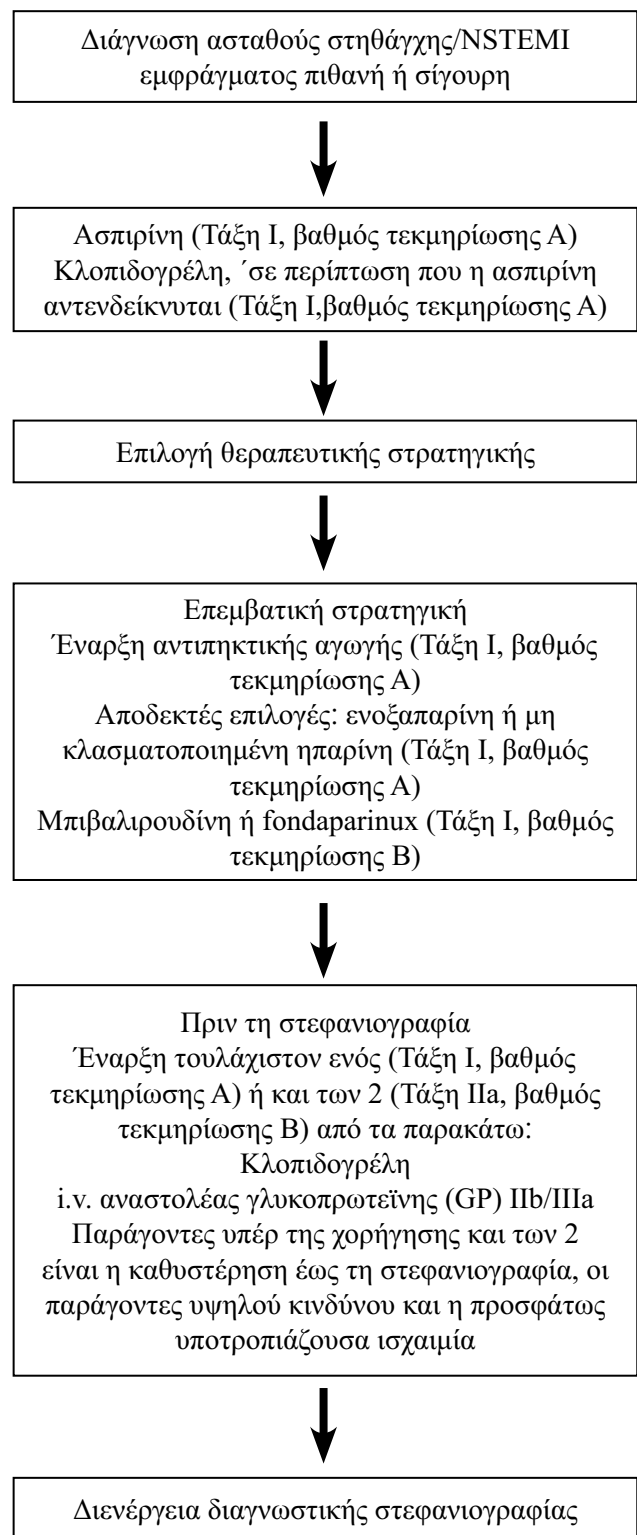 Διάγνωση ασταθούς στηθάγχης/NSTEMI
εμφράγματος πιθανή ή σίγουρη
Ασπιρίνη (Τάξη Ι, βαθμός τεκμηρίωσης Α)
Κλοπιδογρέλη, ΄σε περίπτωση που η ασπιρίνη
αντενδείκνυται (Τάξη Ι,βαθμός τεκμηρίωσης Α)
Επιλογή θεραπευτικής στρατηγικής
Επεμβατική στρατηγική
Έναρξη αντιπηκτικής αγωγής (Τάξη Ι, βαθμός
τεκμηρίωσης Α)
Αποδεκτές επιλογές: ενοξαπαρίνη ή μη
κλασματοποιημένη ηπαρίνη (Τάξη Ι, βαθμός
τεκμηρίωσης Α)
Μπιβαλιρουδίνη ή fondaparinux (Τάξη Ι, βαθμός
τεκμηρίωσης Β)
Πριν τη στεφανιογραφία
Έναρξη τουλάχιστον ενός (Τάξη Ι, βαθμός
τεκμηρίωσης Α) ή και των 2 (Τάξη ΙΙa, βαθμός
τεκμηρίωσης Β) από τα παρακάτω:
Κλοπιδογρέλη
i.v. αναστολέας γλυκοπρωτεϊνης (GP) IIb/IIIa
Παράγοντες υπέρ της χορήγησης και των 2
είναι η καθυστέρηση έως τη στεφανιογραφία, οι
παράγοντες υψηλού κινδύνου και η προσφάτως
υποτροπιάζουσα ισχαιμία
Διενέργεια διαγνωστικής στεφανιογραφίας